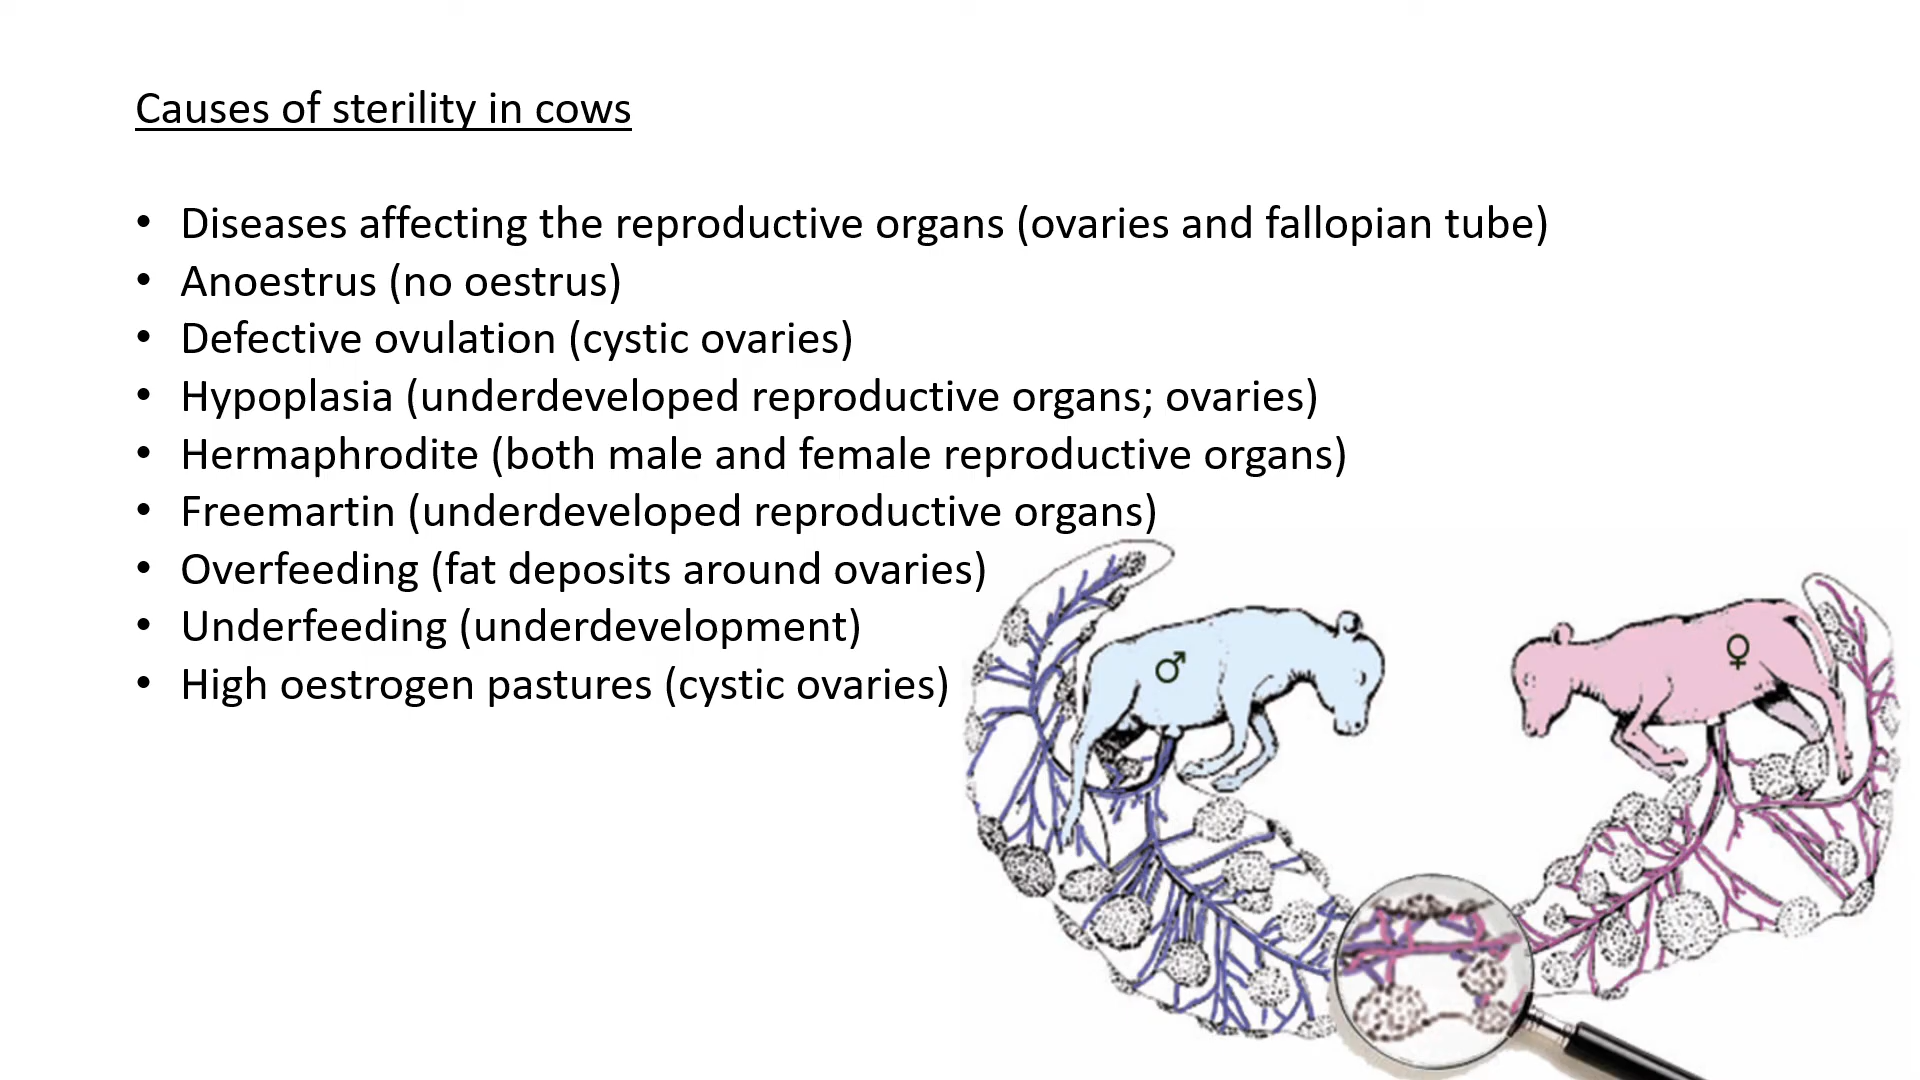 Causes of sterility in cows
• Diseases affecting the reproductive organs (ovaries and fallopian tube)
• Anoestrus (no oestrus)
• Defective ovulation (cystic ovaries)
• Hypoplasia (underdeveloped reproductive organs; ovaries)
• Hermaphrodite (both male and female reproductive organs)
• Freemartin (underdeveloped reproductive organs)
• Overfeeding (fat deposits around ovaries)
• Underfeeding (underdevelopment)
• High oestrogen pastures (cystic ovaries)
♂
♀